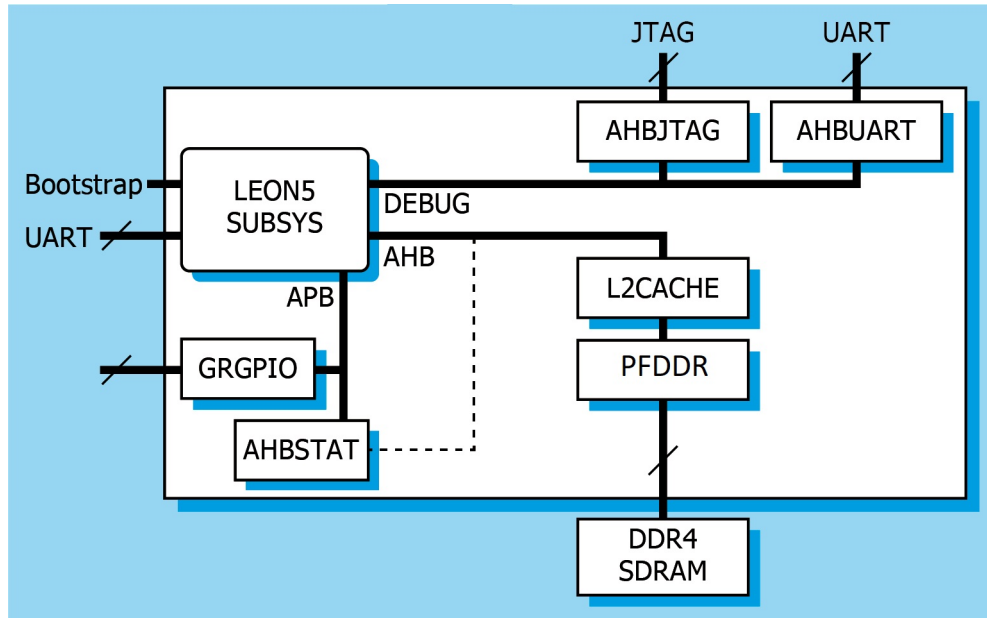 JTAG
UART
AHBJTAG
AHBUART
Bootstrap
LEON5
SUBSYS
DEBUG
UART
AHB
L2CACHE
APB
GRGPIO
PFDDR
AHBSTAT
DDR4
SDRAM